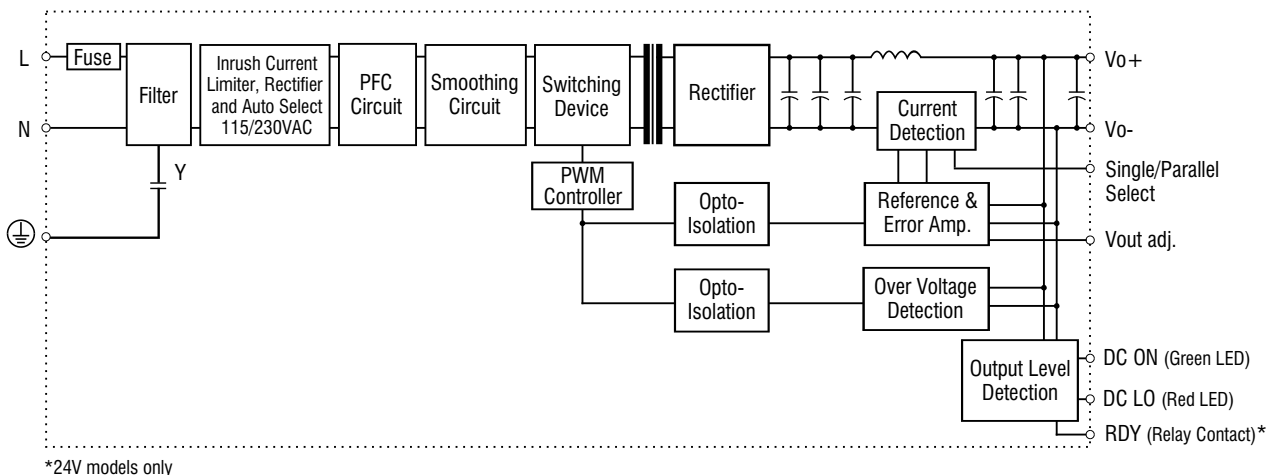 L
Fuse
N
Filter
Y
Inrush Current
Limiter, Rectifier
and Auto Select
115/230VAC
PFC
Circuit
Smoothing
Circuit
Switching
Device
PWM
Controller
Rectifier
Current
Detection
Opto-
Isolation
Reference &
Error Amp.
Opto-
Isolation
Over Voltage
Detection
Output Level
Detection
Vo+
Vo-
Single/Parallel
Select
Vout adj.
DC ON (Green LED)
DC LO (Red LED)
RDY (Relay Contact)*
*24V models only